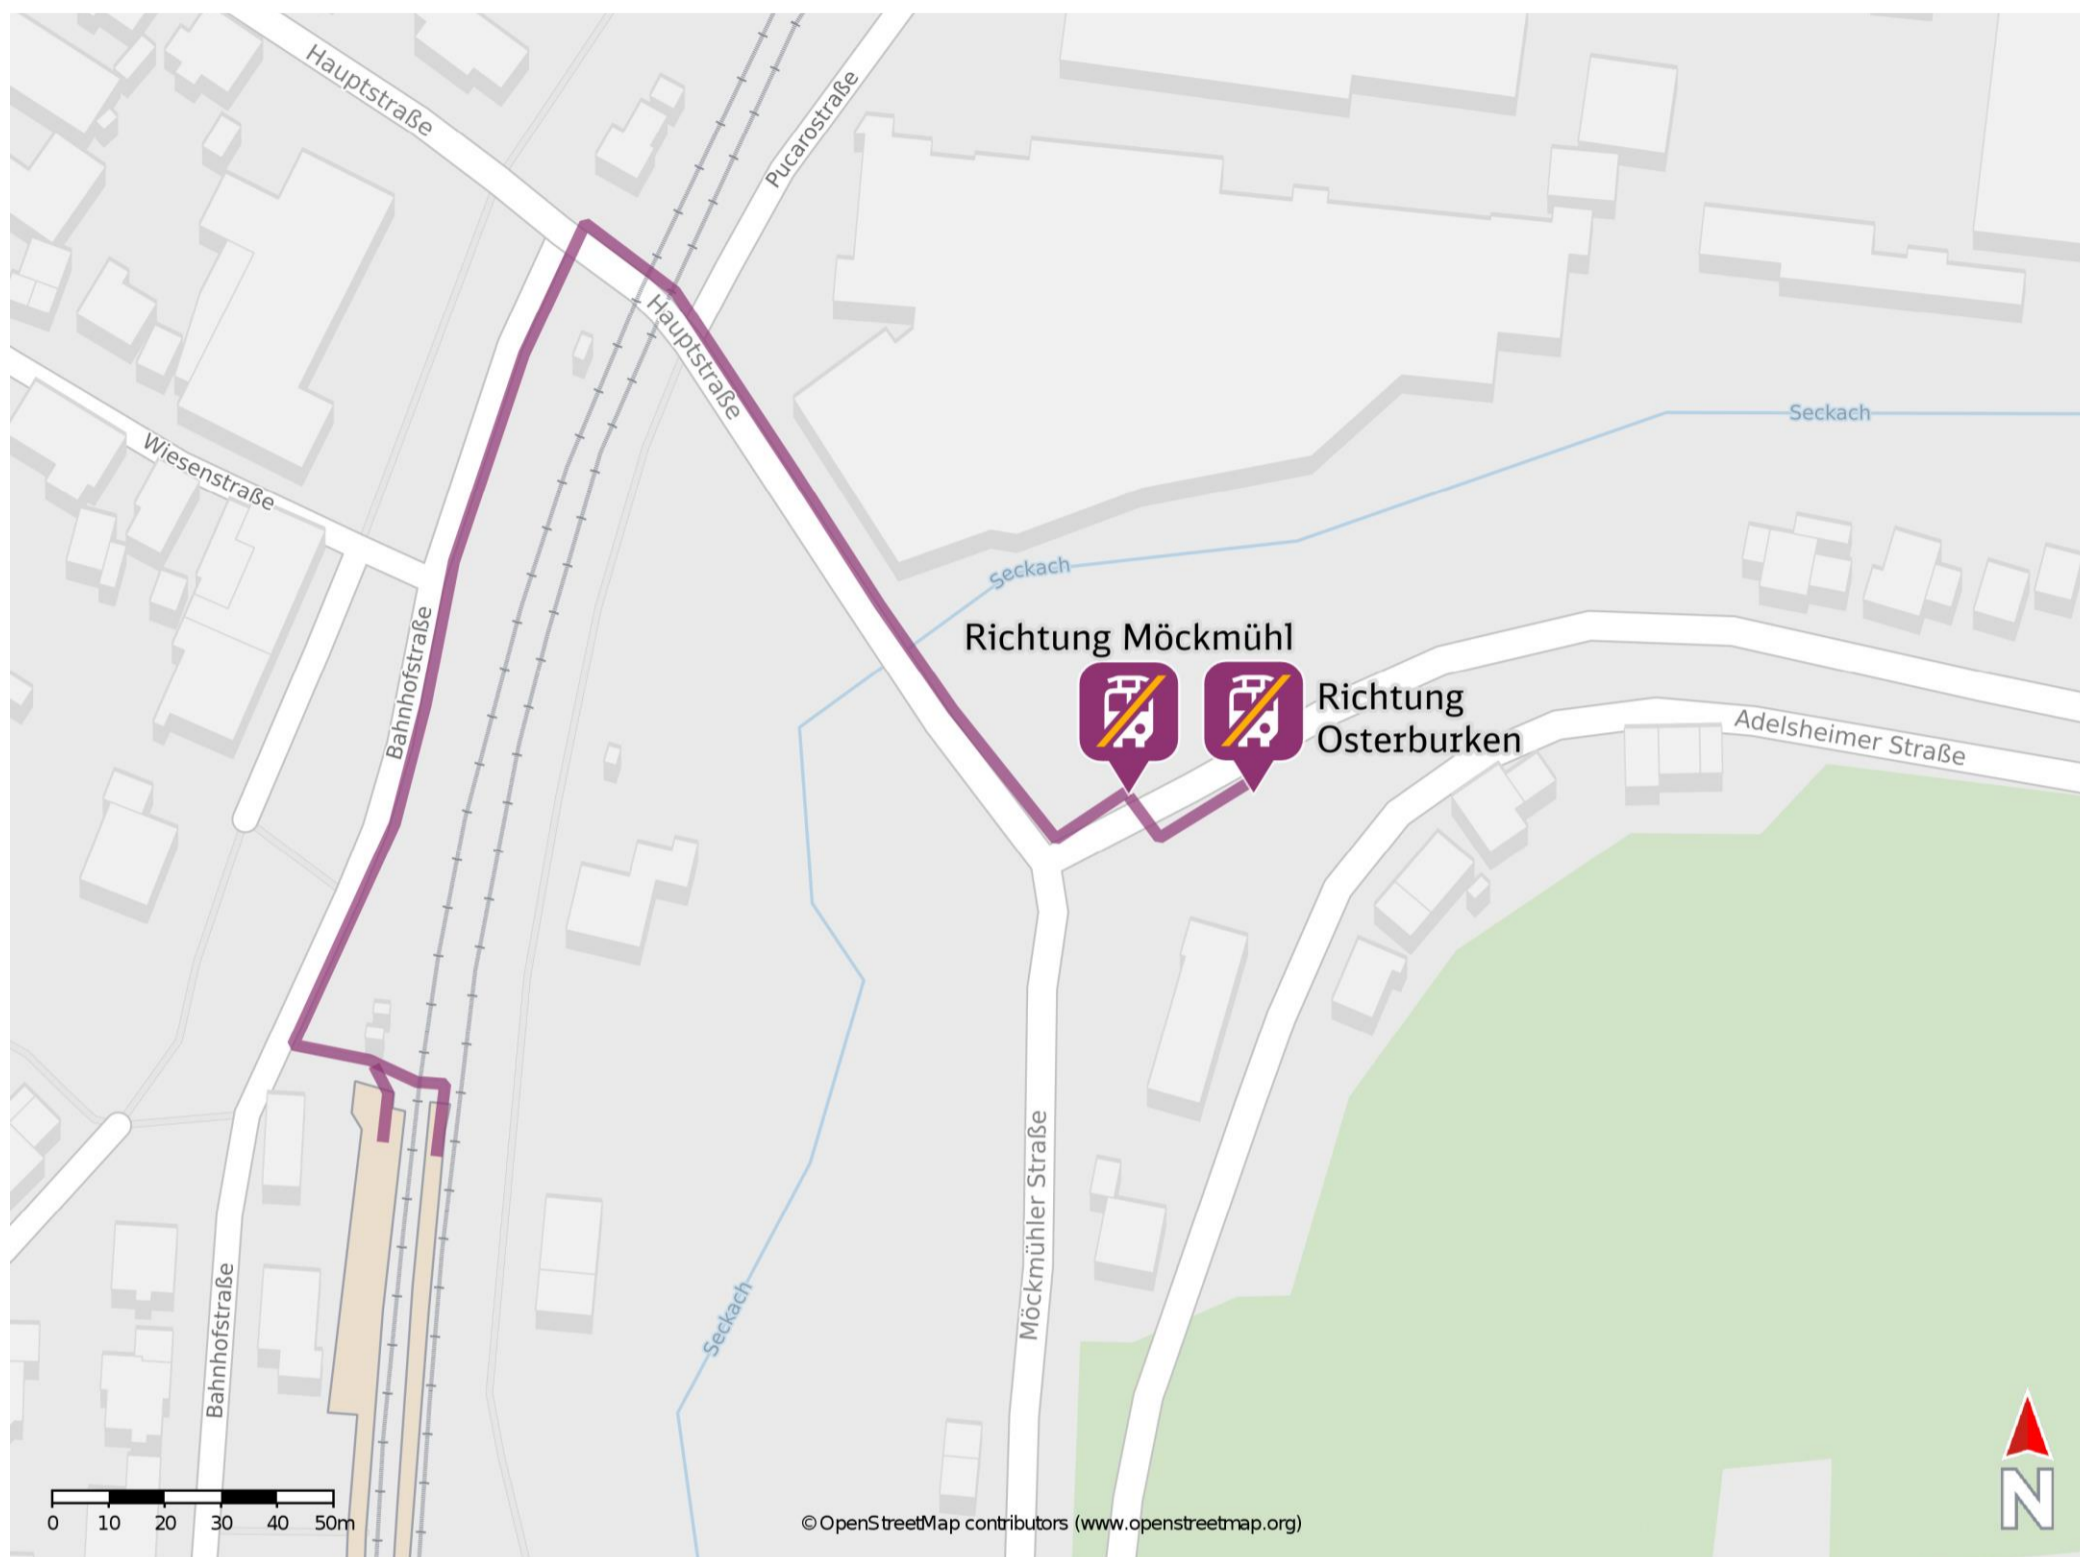 Hauptstraße
Pucarostraße
Hauptstraße
Seckach
Wiesenstraße
Seckach
Bahnhofstraße
Richtung Möckmühl
Richtung
Osterburken
Adelsheimer Straße
Möckmühler Straße
Seckach
Bahnhofstraße
0 10 20 30 40 50m
© OpenStreetMap contributors (www.openstreetmap.org)
N